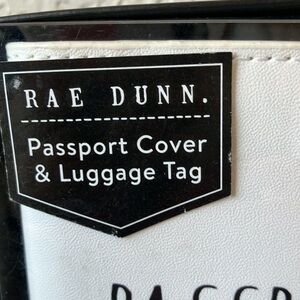 RAE DUNN.
Passport Cover
& Luggage Tag